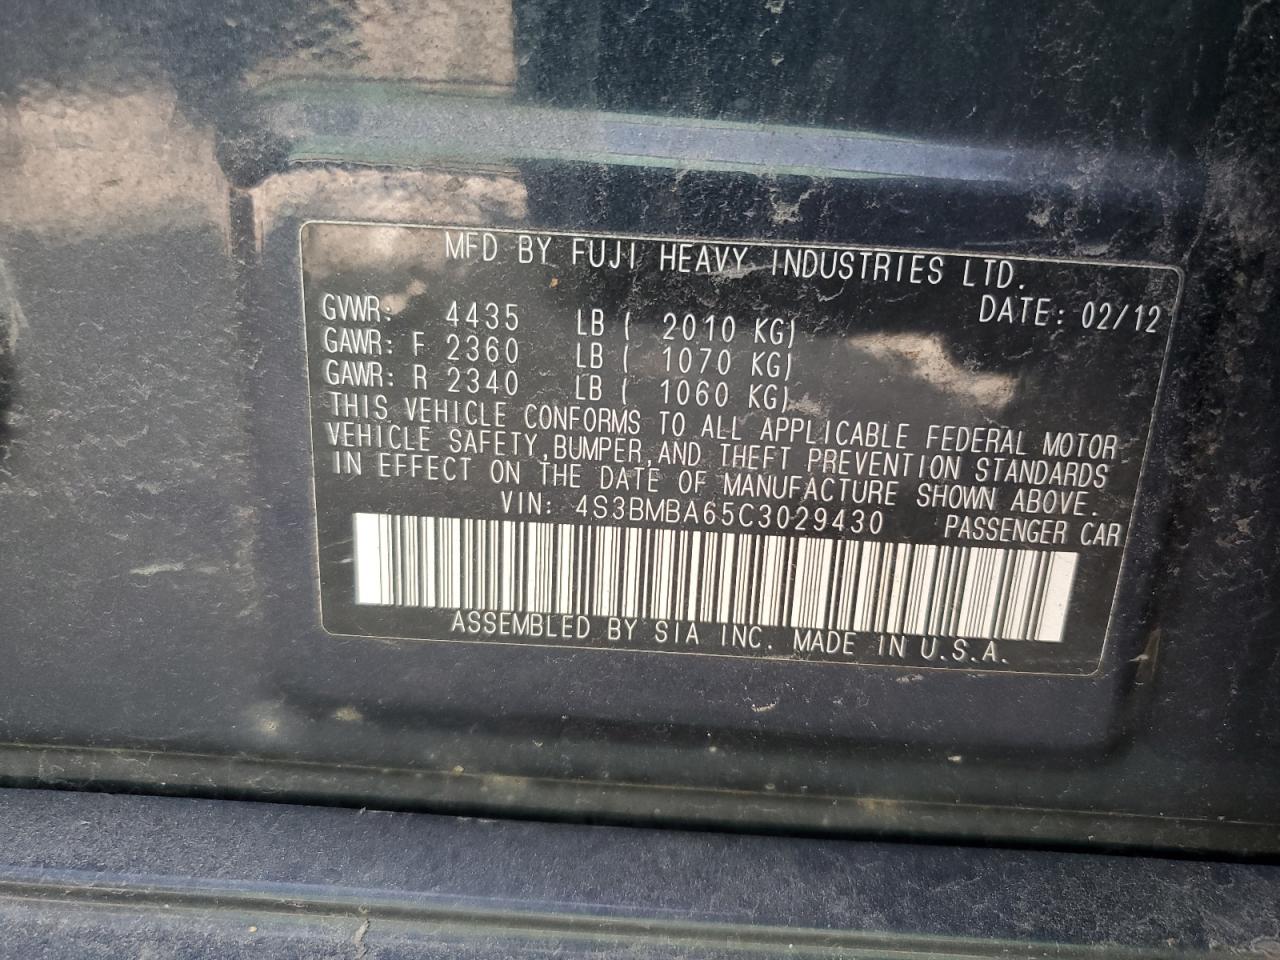 MFD BY FUJI HEAVY INDUSTRIES LTD.
DATE: 02/12
GVWR: 4435 LB ( 2010 KG)
GAWR: F 2360 LB ( 1070 KG)
GAWR: R 2340 LB ( 1060 KG)
THIS VEHICLE CONFORMS TO ALL APPLICABLE FEDERAL MOTOR
VEHICLE SAFETY, BUMPER, AND THEFT PREVENTION STANDARDS
IN EFFECT ON THE DATE OF MANUFACTURE SHOWN ABOVE.
VIN: 4S3BMBA65C3029430 PASSENGER CAR
ASSEMBLED BY SIA INC. MADE IN U.S.A.